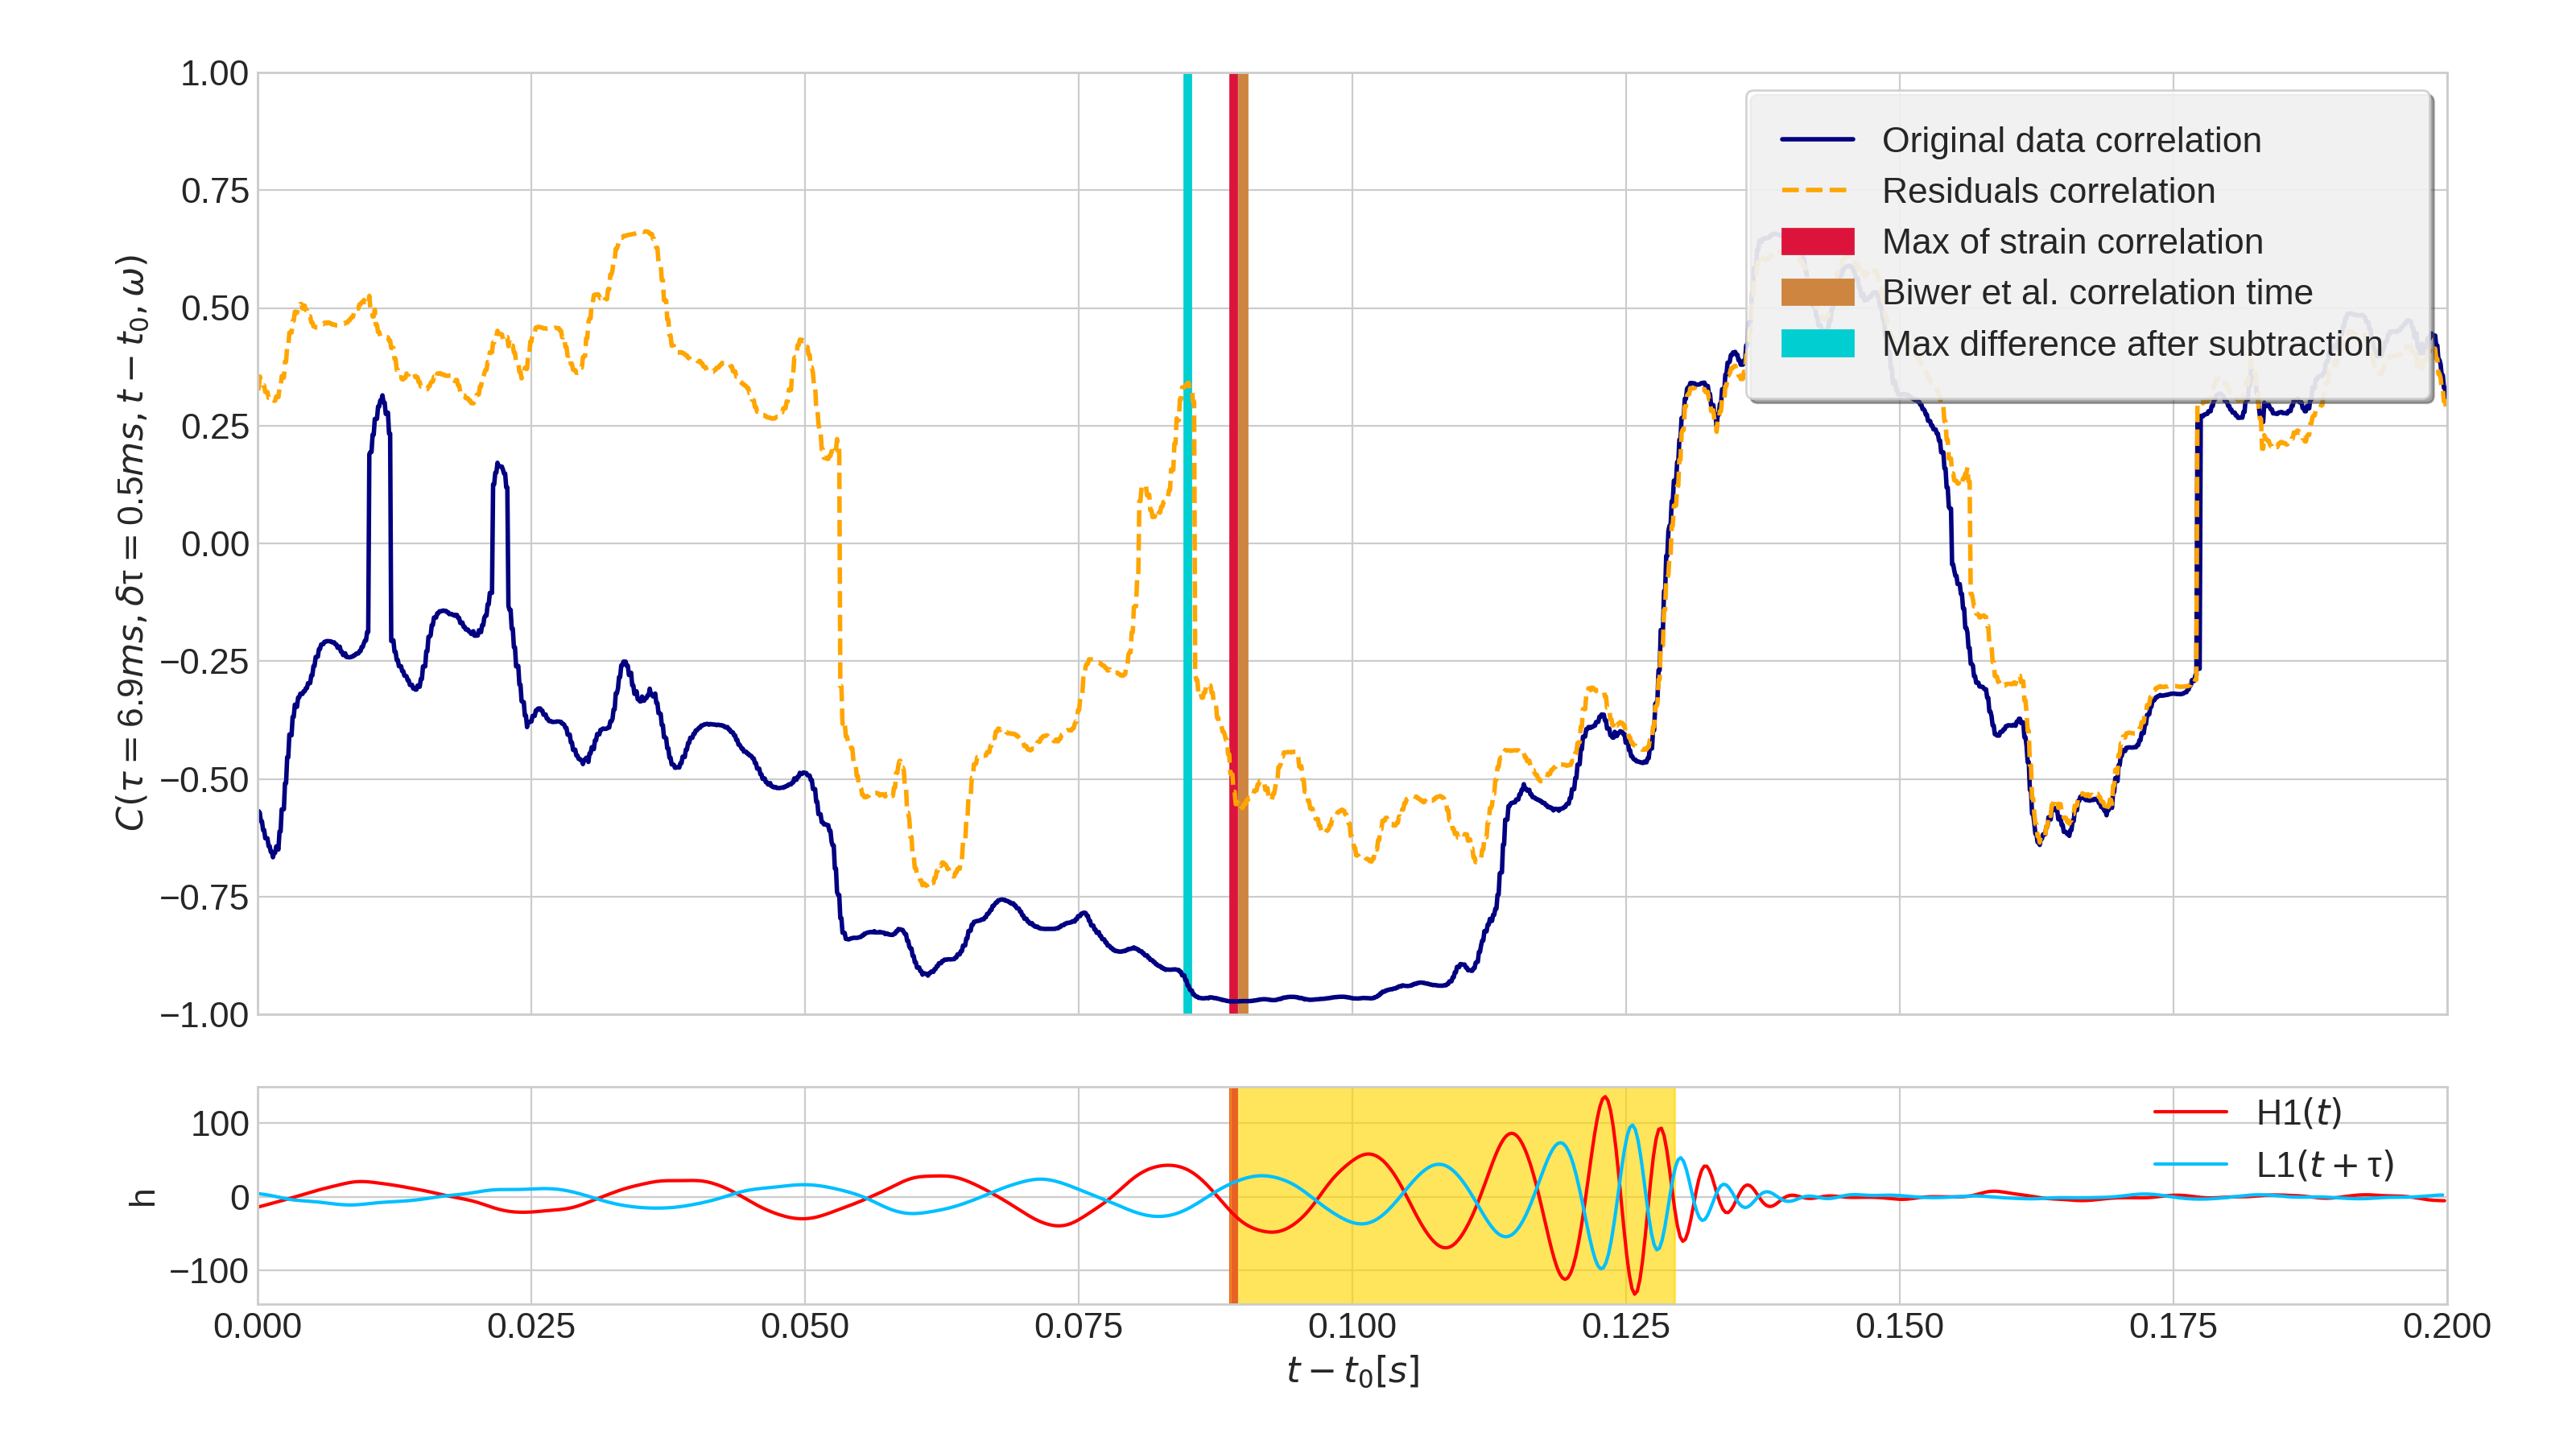 1.00
0.75
0.50
0.25
0.00
−0.25
−0.50
−0.75
−1.00
C(τ = 6.9ms, δτ = 0.5ms, t − t₀, ω)
Original data correlation
Residuals correlation
Max of strain correlation
Biwer et al. correlation time
Max difference after subtraction
100
0
−100
h
H1(t)
L1(t + τ)
0.000 0.025 0.050 0.075 0.100 0.125 0.150 0.175 0.200
t − t₀[s]